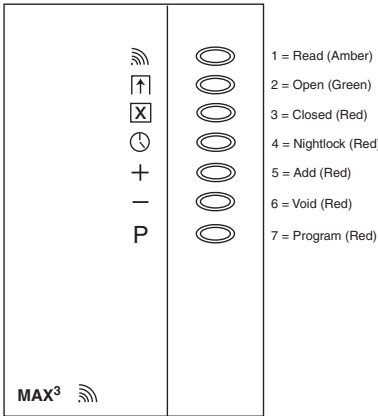 1 = Read (Amber)
2 = Open (Green)
X 3 = Closed (Red)
4 = Nightlock (Red)
+ 5 = Add (Red)
− 6 = Void (Red)
P 7 = Program (Red)
MAX³